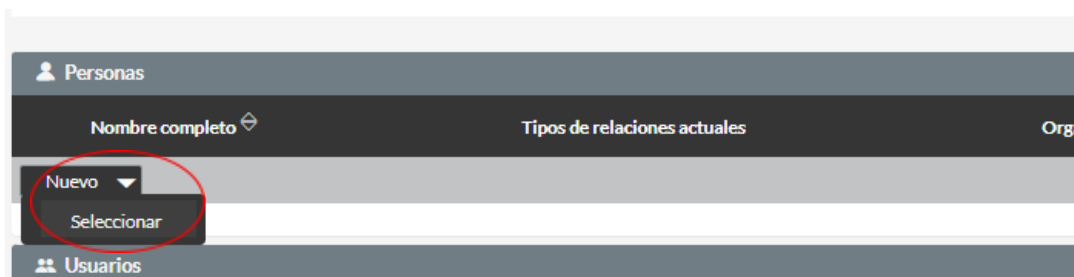 Personas
Nombre completo Tipos de relaciones actuales
Nuevo
Seleccionar
Usuarios